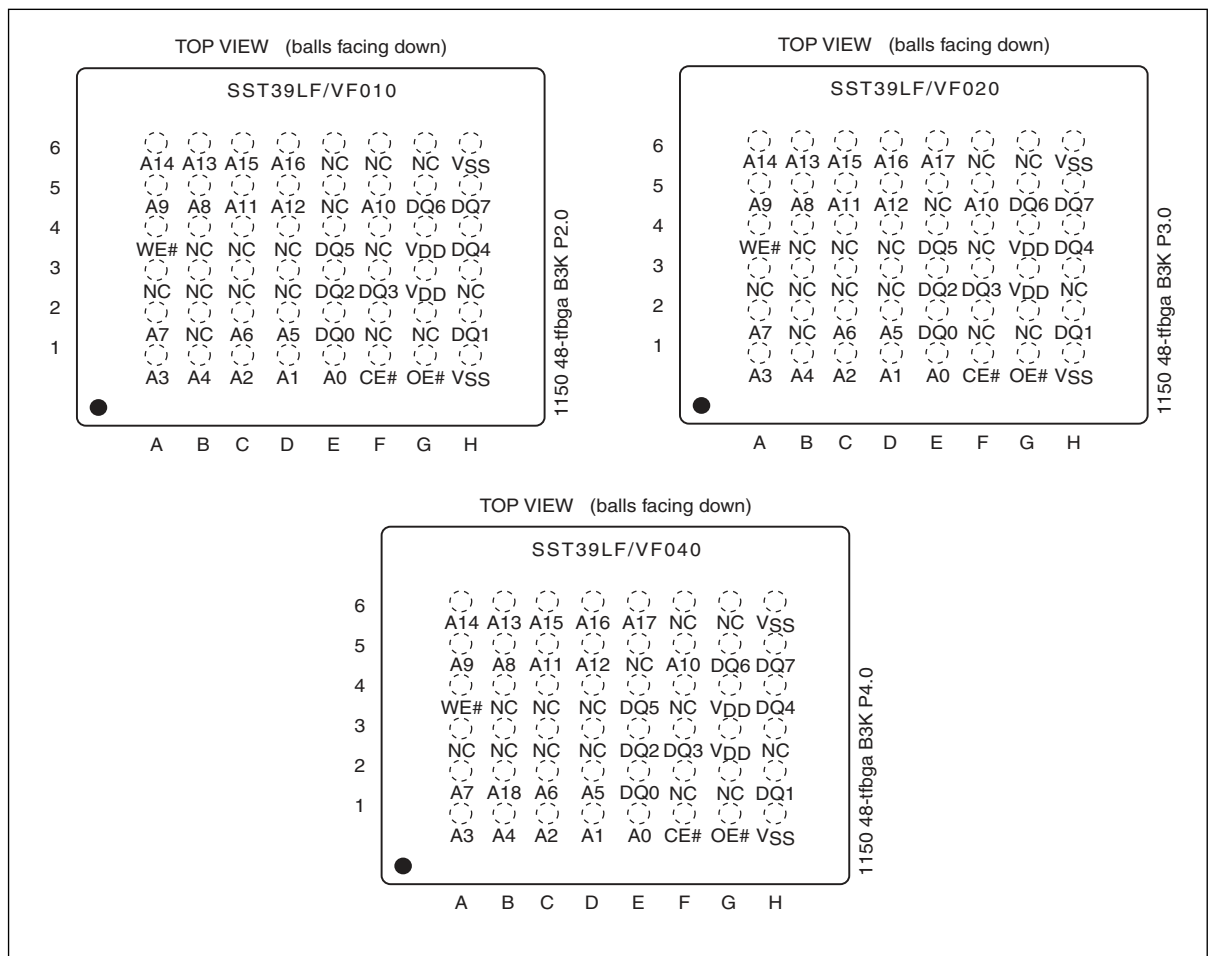 TOP VIEW (balls facing down)
SST39LF/VF010
6
A14 A13 A15 A16 NC NC NC VSS
5
A9 A8 A11 A12 NC A10 DQ6 DQ7
4
WE# NC NC NC DQ5 NC VDD DQ4
3
NC NC NC NC DQ2 DQ3 VDD NC
2
A7 NC A6 A5 DQ0 NC NC DQ1
1
A3 A4 A2 A1 A0 CE# OE# VSS
A B C D E F G H
1150 48-tfbga B3K P2.0
TOP VIEW (balls facing down)
SST39LF/VF020
6
A14 A13 A15 A16 A17 NC NC VSS
5
A9 A8 A11 A12 NC A10 DQ6 DQ7
4
WE# NC NC NC DQ5 NC VDD DQ4
3
NC NC NC NC DQ2 DQ3 VDD NC
2
A7 NC A6 A5 DQ0 NC NC DQ1
1
A3 A4 A2 A1 A0 CE# OE# VSS
A B C D E F G H
1150 48-tfbga B3K P3.0
TOP VIEW (balls facing down)
SST39LF/VF040
6
A14 A13 A15 A16 A17 NC NC VSS
5
A9 A8 A11 A12 NC A10 DQ6 DQ7
4
WE# NC NC NC DQ5 NC VDD DQ4
3
NC NC NC NC DQ2 DQ3 VDD NC
2
A7 A18 A6 A5 DQ0 NC NC DQ1
1
A3 A4 A2 A1 A0 CE# OE# VSS
A B C D E F G H
1150 48-tfbga B3K P4.0